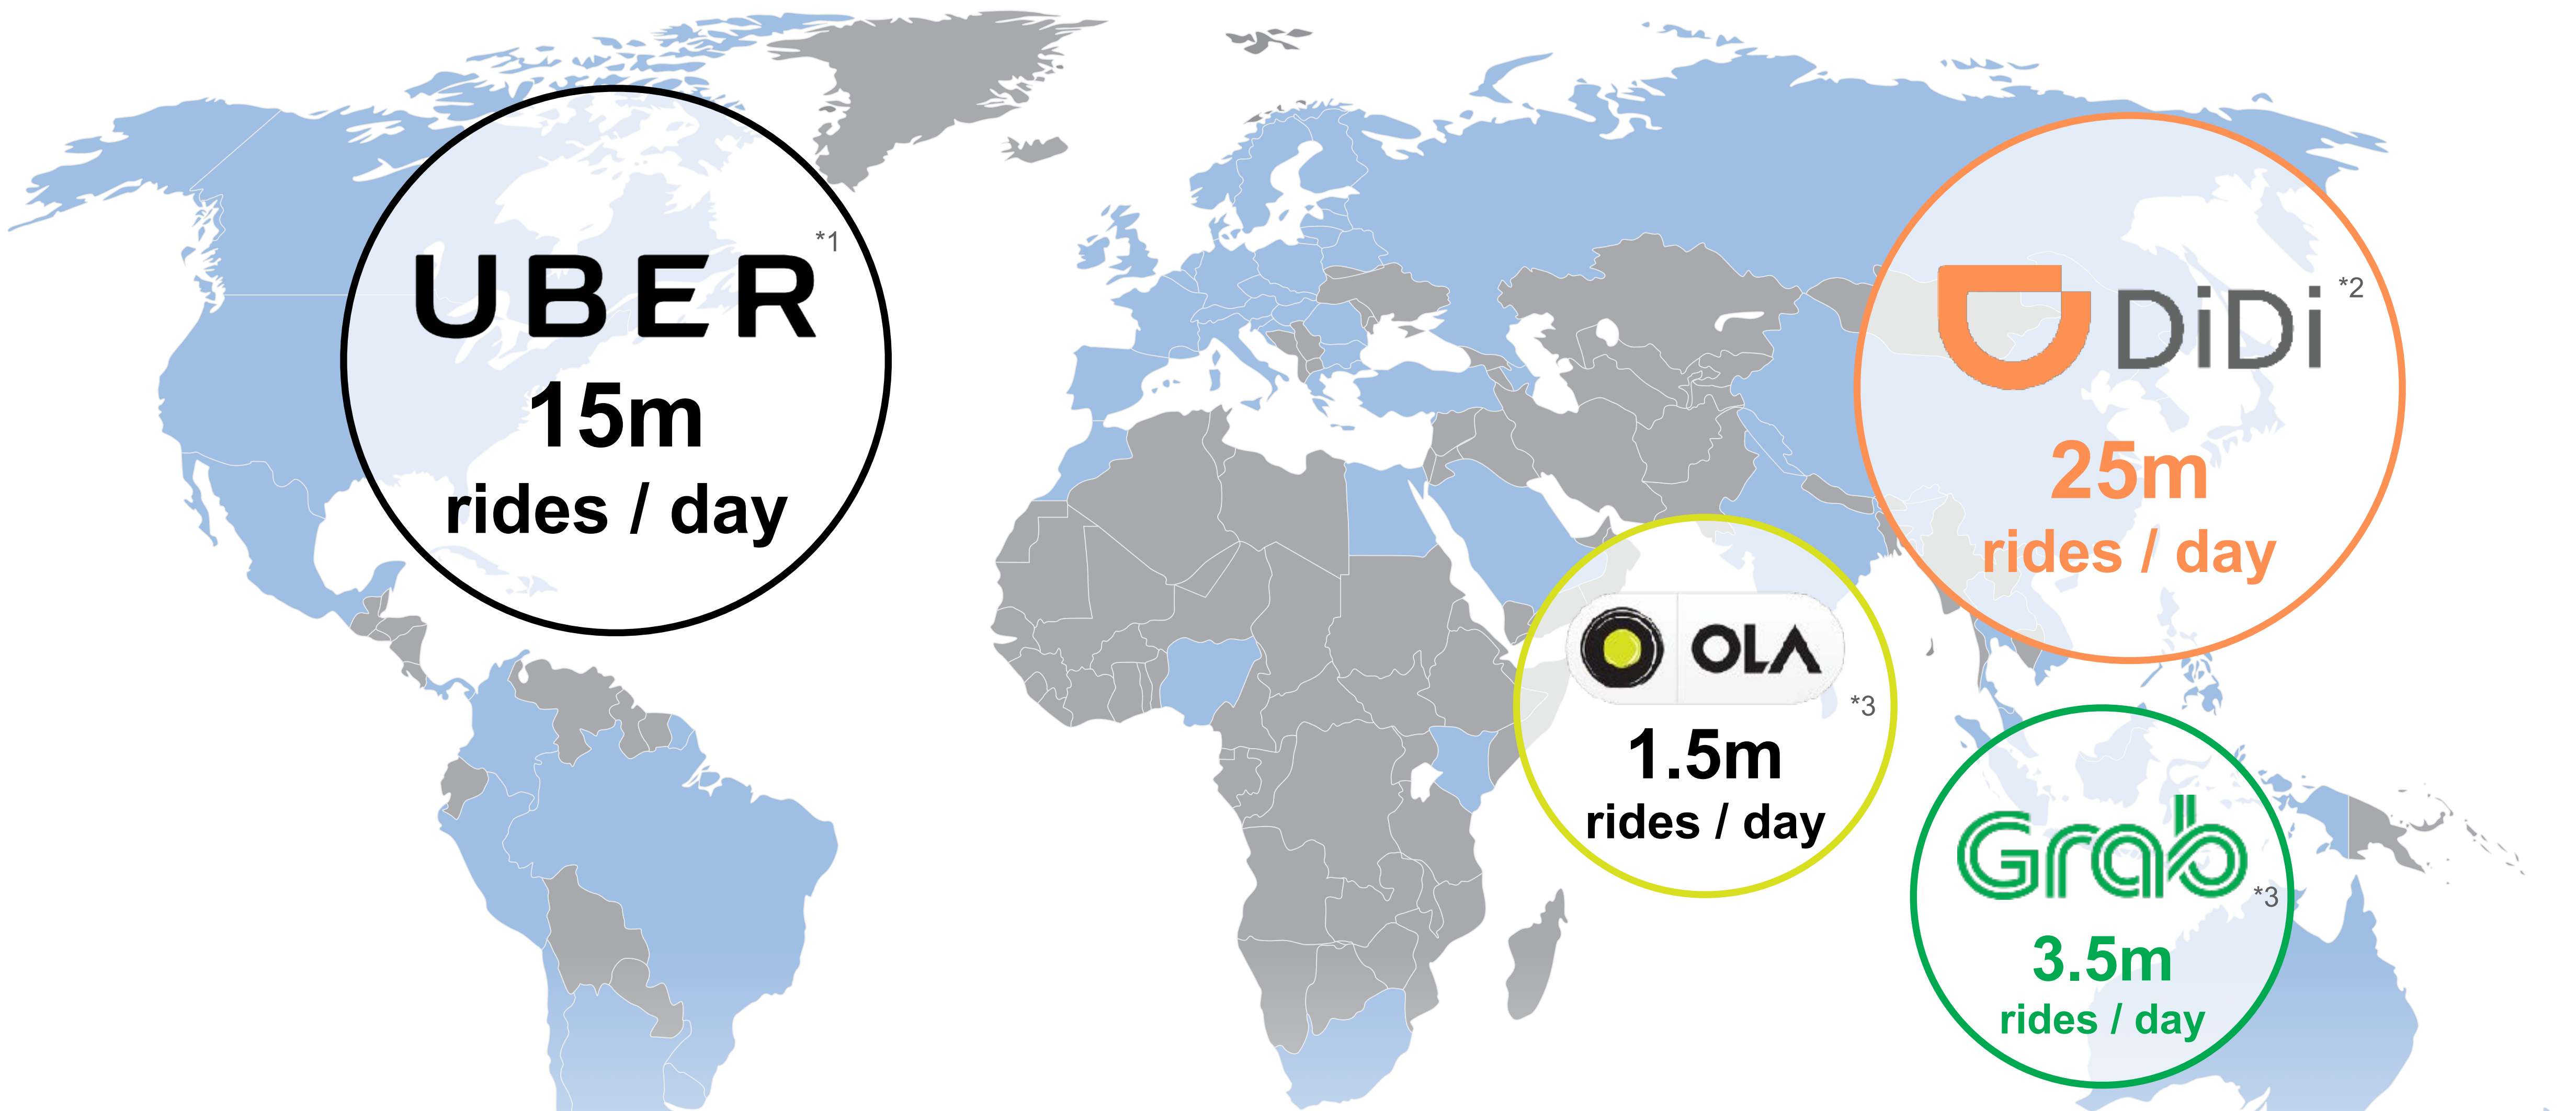 UBER *1
15m
rides / day
DiDi *2
25m
rides / day
OLA
*3
1.5m
rides / day
Grab *3
3.5m
rides / day